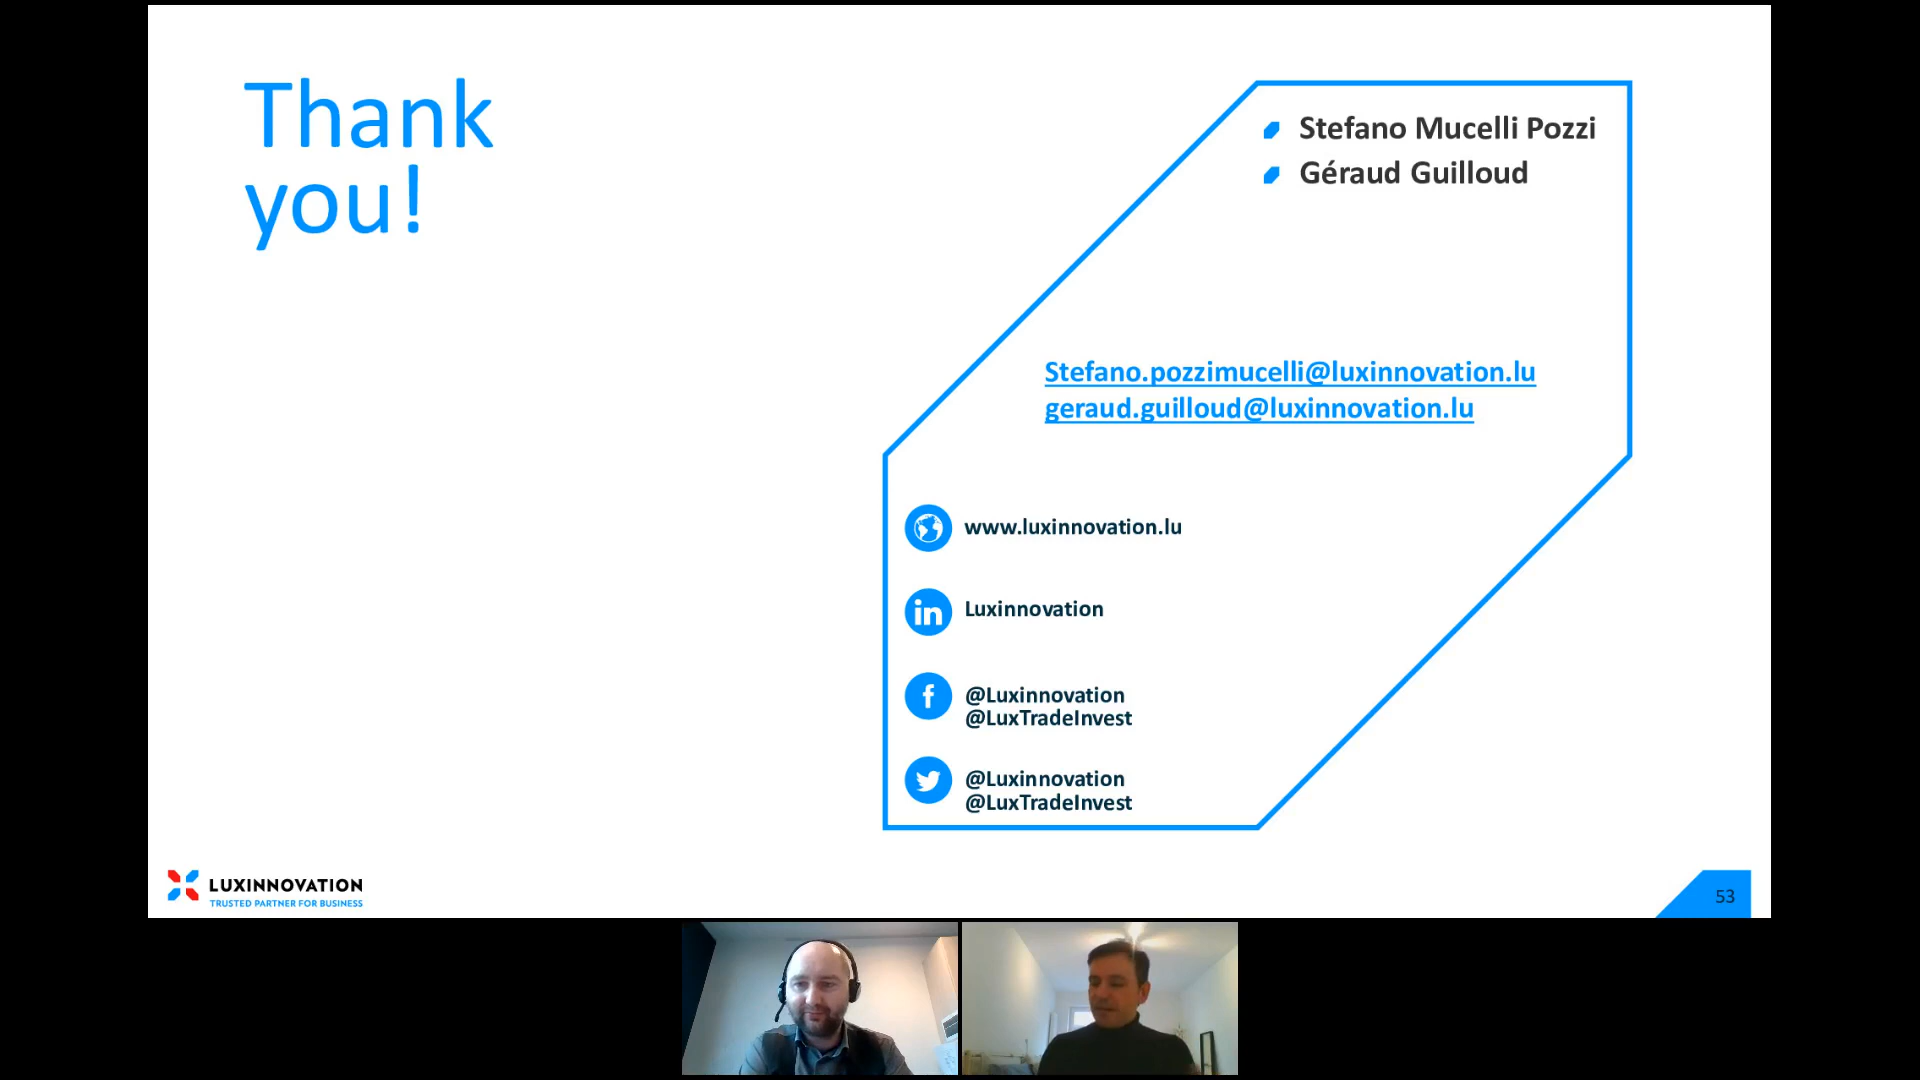 Thank
you!
Stefano Mucelli Pozzi
Géraud Guilloud
Stefano.pozzimucelli@luxinnovation.lu
geraud.guilloud@luxinnovation.lu
www.luxinnovation.lu
in
Luxinnovation
f
@Luxinnovation
@LuxTradeInvest
@Luxinnovation
@LuxTradeInvest
LUXINNOVATION
TRUSTED PARTNER FOR BUSINESS
53